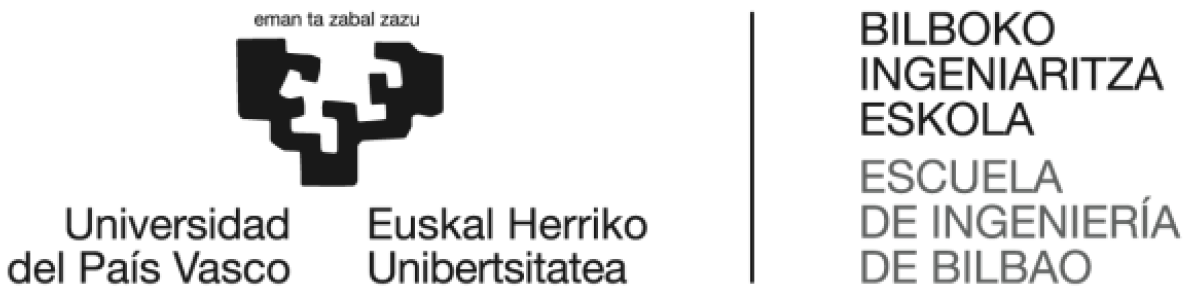 eman ta zabal zazu
Universidad
del País Vasco
Euskal Herriko
Unibertsitatea
BILBOKO
INGENIARITZA
ESKOLA
ESCUELA
DE INGENIERÍA
DE BILBAO